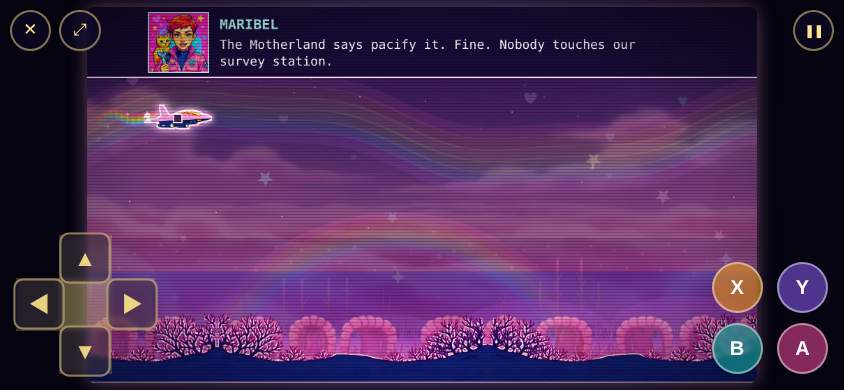 MARIBEL
The Motherland says pacify it. Fine. Nobody touches our
survey station.
X
Y
B
A